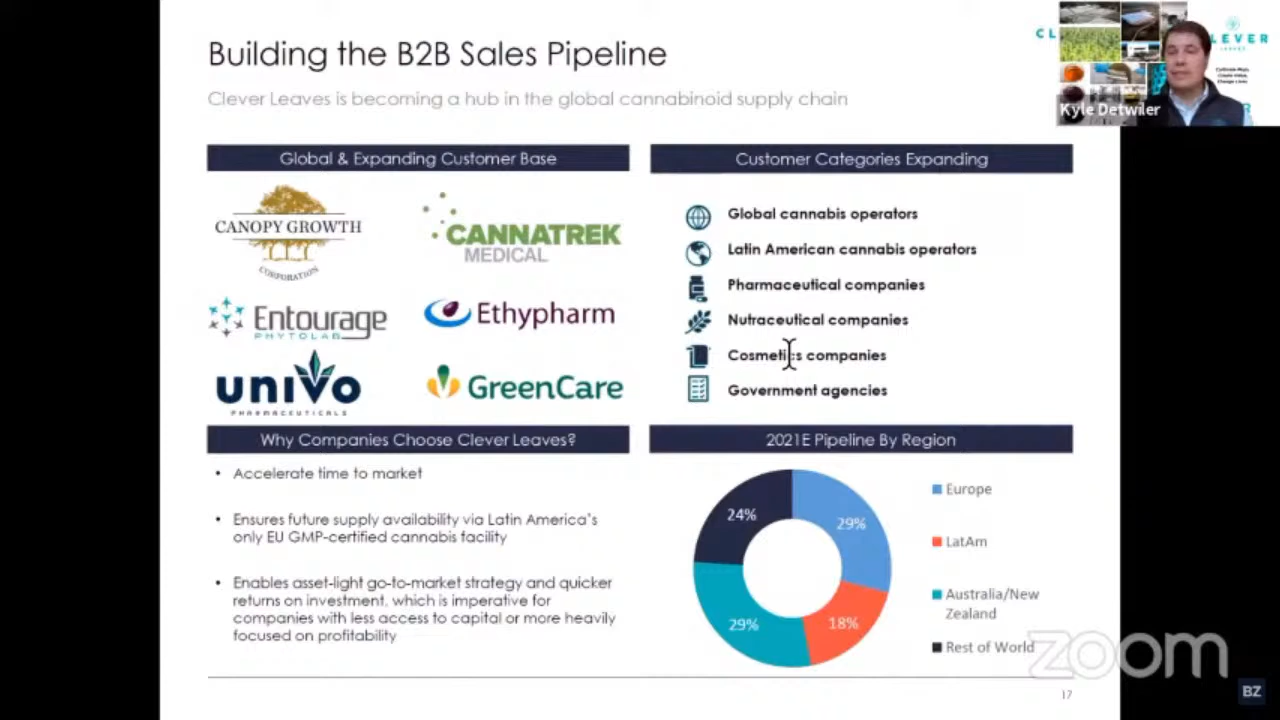 Building the B2B Sales Pipeline
Clever Leaves is becoming a hub in the global cannabinoid supply chain
CL
LEVER
LEAVES
Kyle Detwiler
Global & Expanding Customer Base
CANOPY GROWTH
CORPORATION
CANNATREK
MEDICAL
Entourage
PHYTOLAB
Ethypharm
univo
PHARMACEUTICALS
GreenCare
Customer Categories Expanding
Global cannabis operators
Latin American cannabis operators
Pharmaceutical companies
Nutraceutical companies
Cosmetics companies
Government agencies
Why Companies Choose Clever Leaves?
• Accelerate time to market
• Ensures future supply availability via Latin America's
only EU GMP-certified cannabis facility
• Enables asset-light go-to-market strategy and quicker
returns on investment, which is imperative for
companies with less access to capital or more heavily
focused on profitability
2021E Pipeline By Region
24%
29%
29%
18%
Europe
LatAm
Australia/New
Zealand
Rest of World
zoom
17
BZ